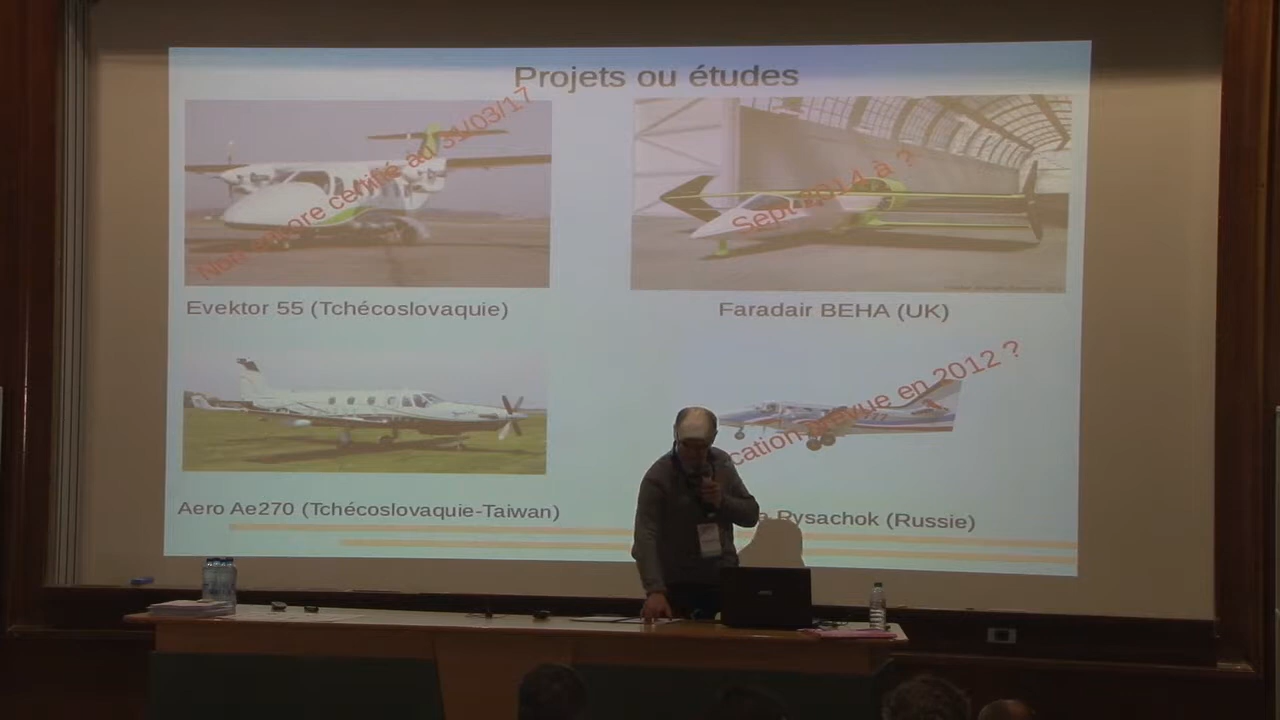 Projets ou études
Non encore certifié au 31/03/17
Sept 2014 à ?
Evektor 55 (Tchécoslovaquie)
Faradair BEHA (UK)
cation prévue en 2012 ?
Aero Ae270 (Tchécoslovaquie-Taiwan)
Rysachok (Russie)